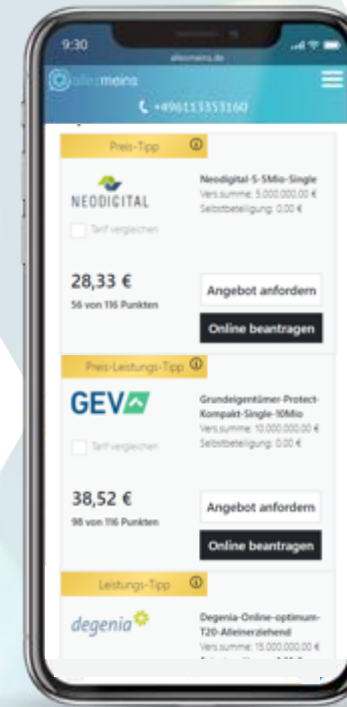 9:30
allesmeins.de
allesmeins
+496113353160
Preis-Tipp
NEODIGITAL
Neodigital-S-5Mio-Single
Vers.summe: 5.000.000,00 €
Selbstbeteiligung: 0,00 €
Tarif vergleichen
28,33 €
56 von 116 Punkten
Angebot anfordern
Online beantragen
Preis-Leistungs-Tipp
GEV
Grundeigentümer-Protect-
Kompakt-Single-10Mio
Vers.summe: 10.000.000,00 €
Selbstbeteiligung: 0,00 €
Tarif vergleichen
38,52 €
98 von 116 Punkten
Angebot anfordern
Online beantragen
Leistungs-Tipp
degenia
Degenia-Online-optimum-
T20-Alleinerziehend
Vers.summe: 15.000.000,00 €